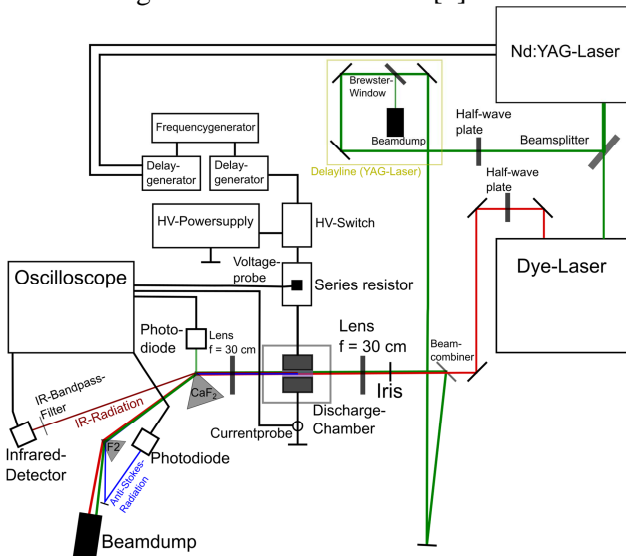 Nd:YAG-Laser
Brewster-
Window
Beamdump
Half-wave
plate
Beamsplitter
Delayline (YAG-Laser)
Frequencygenerator
Delay-
generator
Delay-
generator
Half-wave
plate
HV-Powersupply
HV-Switch
Voltage-
probe
Series resistor
Oscilloscope
Dye-Laser
Photo-
diode
Lens
f = 30 cm
Lens
f = 30 cm
Beam-
combiner
Iris
CaF2
IR-Bandpass-
Filter
IR-Radiation
Discharge-
Chamber
Currentprobe
Infrared-
Detector
F2
Photodiode
Anti-Stokes-
Radiation
Beamdump